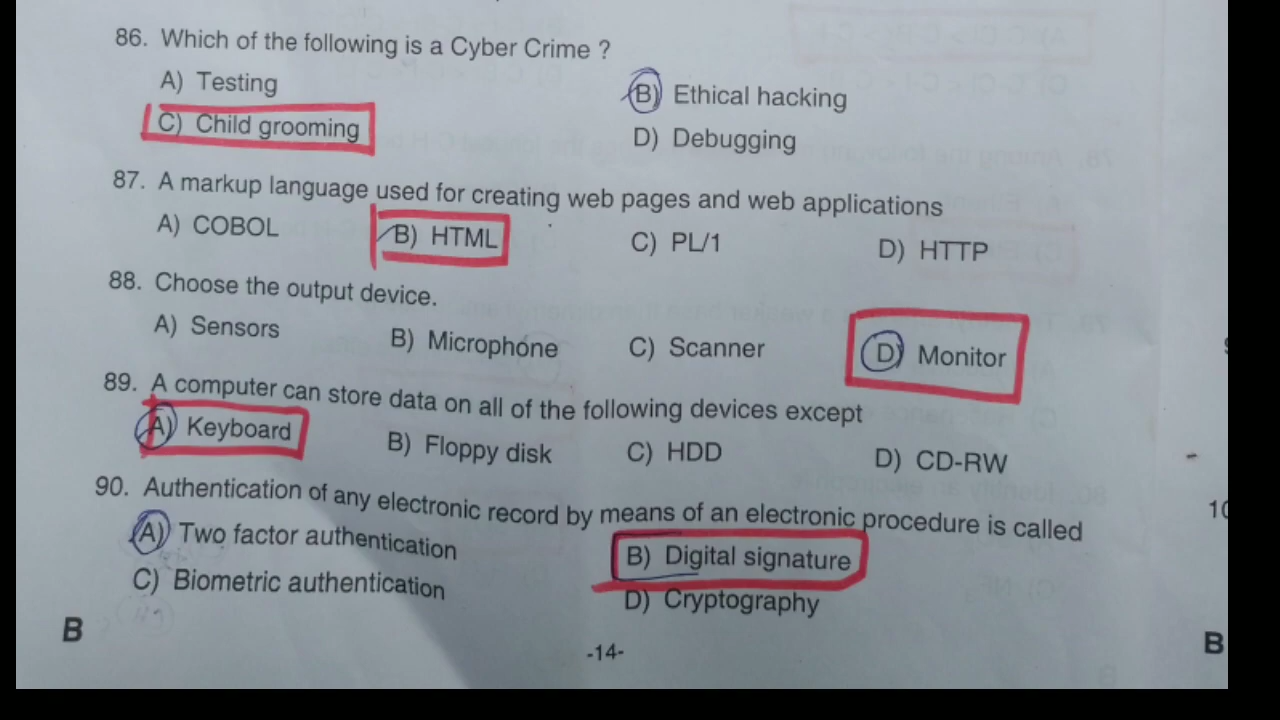 86. Which of the following is a Cyber Crime ?
A) Testing B) Ethical hacking
C) Child grooming D) Debugging
87. A markup language used for creating web pages and web applications
A) COBOL B) HTML C) PL/1 D) HTTP
88. Choose the output device.
A) Sensors B) Microphone C) Scanner D) Monitor
89. A computer can store data on all of the following devices except
A) Keyboard B) Floppy disk C) HDD D) CD-RW
90. Authentication of any electronic record by means of an electronic procedure is called
A) Two factor authentication B) Digital signature
C) Biometric authentication D) Cryptography
B -14- B
10